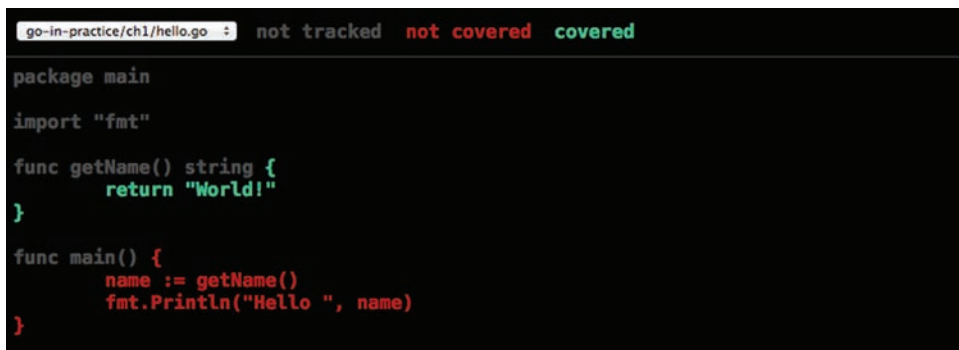 go-in-practice/ch1/hello.go not tracked not covered covered
package main
import "fmt"
func getName() string {
return "World!"
}
func main() {
name := getName()
fmt.Println("Hello ", name)
}